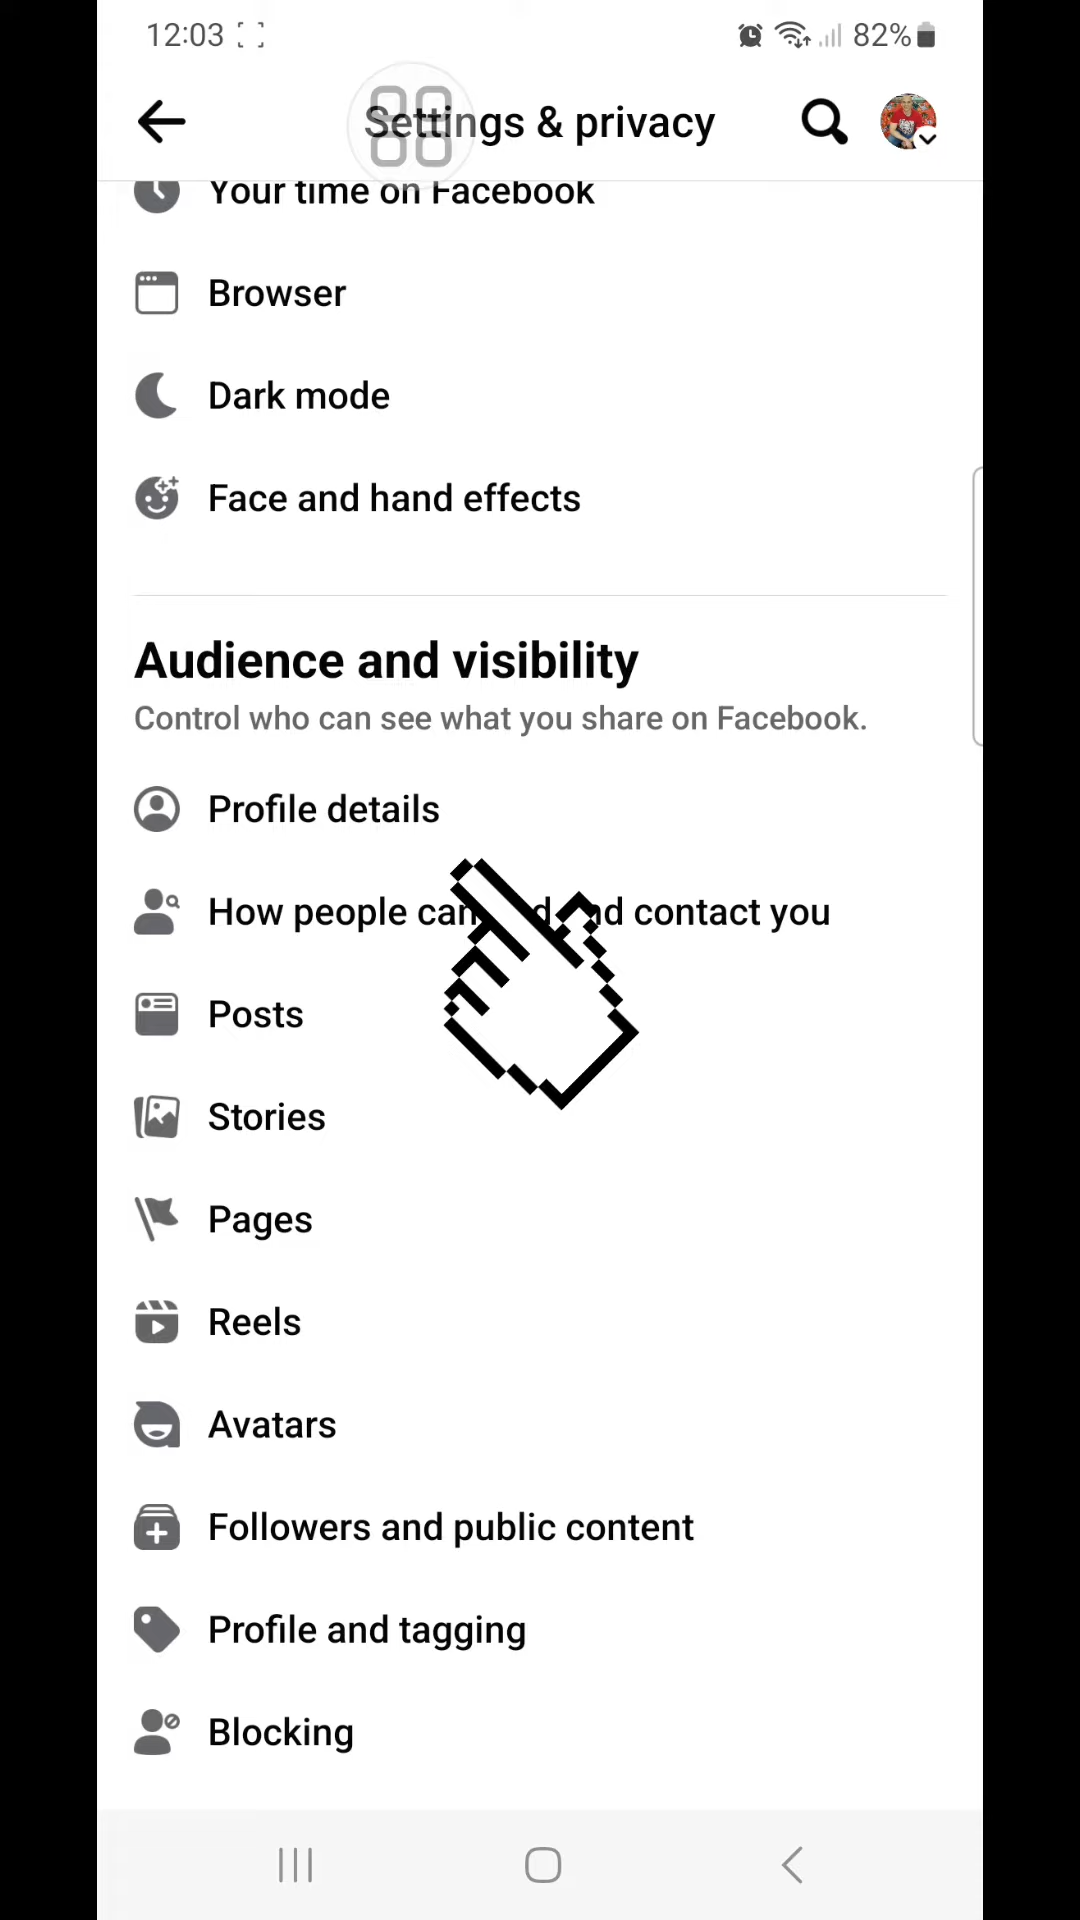 12:03
82%
Settings & privacy
Your time on Facebook
Browser
Dark mode
Face and hand effects
Audience and visibility
Control who can see what you share on Facebook.
Profile details
How people can and contact you
Posts
Stories
Pages
Reels
Avatars
Followers and public content
Profile and tagging
Blocking